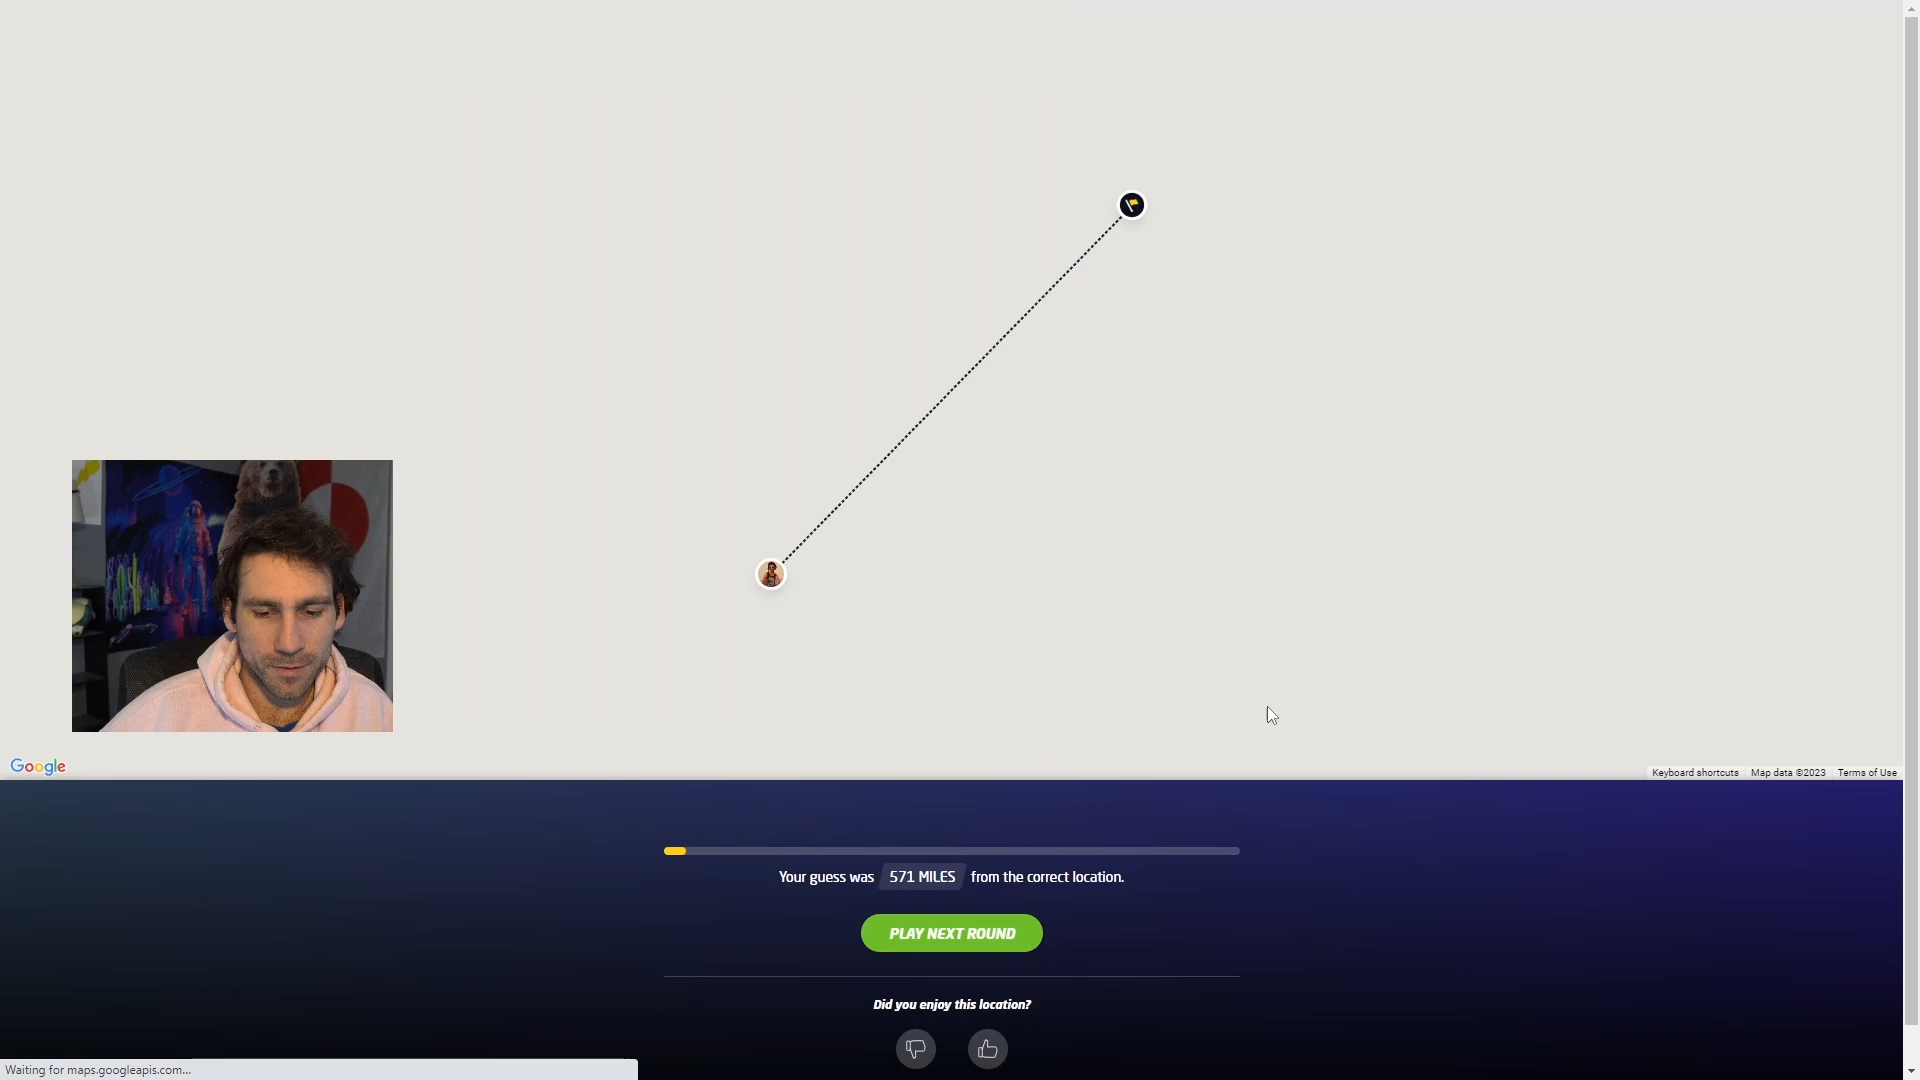 Google
Keyboard shortcuts
Map data ©2023
Terms of Use
Your guess was 571 MILES from the correct location.
PLAY NEXT ROUND
Did you enjoy this location?
Waiting for maps.googleapis.com...